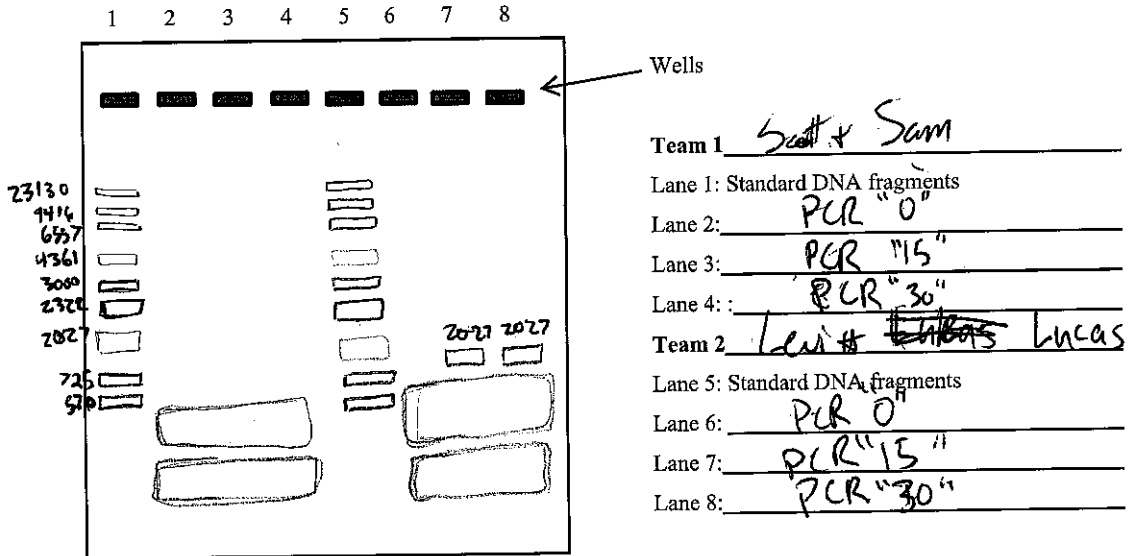 1 2 3 4 5 6 7 8
Wells
23130
9416
6557
4361
3000
2322
2027
725
570
2027 2027
Team 1 Scott + Sam
Lane 1: Standard DNA fragments
Lane 2: PCR "0"
Lane 3: PCR "15"
Lane 4: : PCR "30"
Team 2 Levi + Lucas
Lane 5: Standard DNA fragments
Lane 6: PCR "0"
Lane 7: PCR "15"
Lane 8: PCR "30"